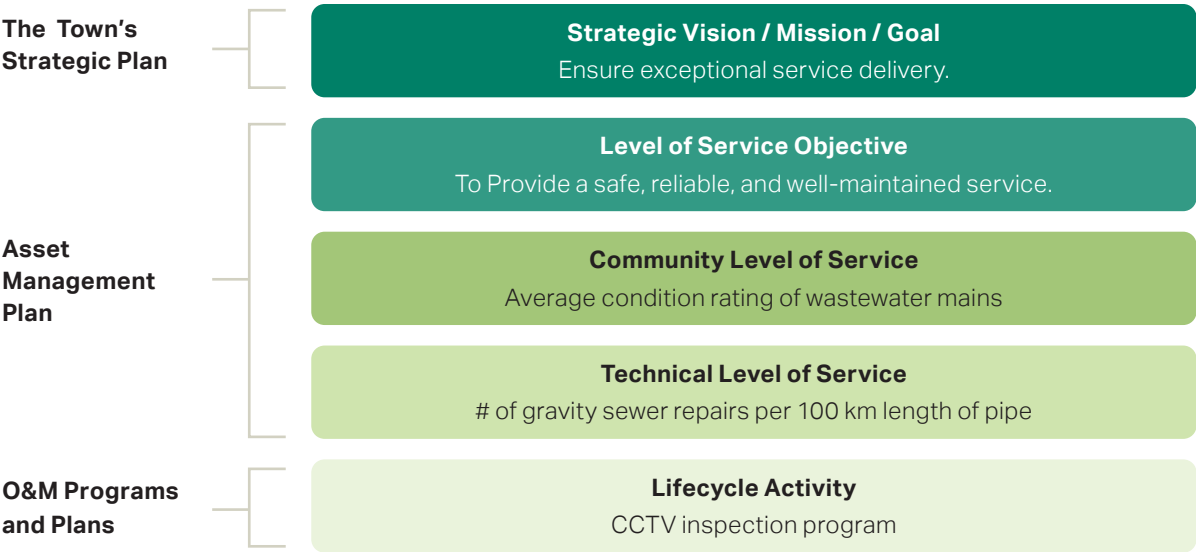 The Town's
Strategic Plan
Strategic Vision / Mission / Goal
Ensure exceptional service delivery.
Asset
Management
Plan
Level of Service Objective
To Provide a safe, reliable, and well-maintained service.
Community Level of Service
Average condition rating of wastewater mains
Technical Level of Service
# of gravity sewer repairs per 100 km length of pipe
O&M Programs
and Plans
Lifecycle Activity
CCTV inspection program